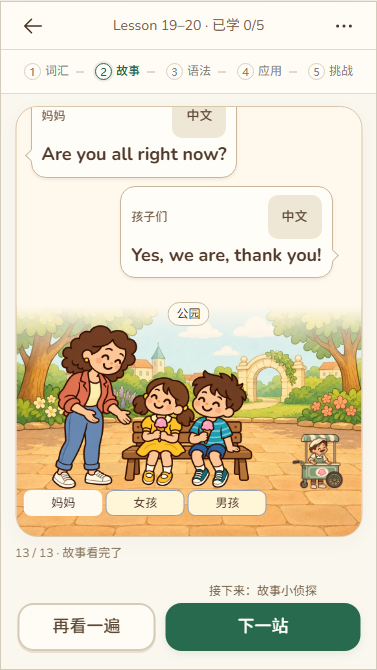 Lesson 19–20 · 已学 0/5
1 词汇 2 故事 3 语法 4 应用 5 挑战
妈妈 中文
Are you all right now?
孩子们 中文
Yes, we are, thank you!
公园
妈妈 女孩 男孩
13 / 13 · 故事看完了
接下来：故事小侦探
再看一遍 下一站